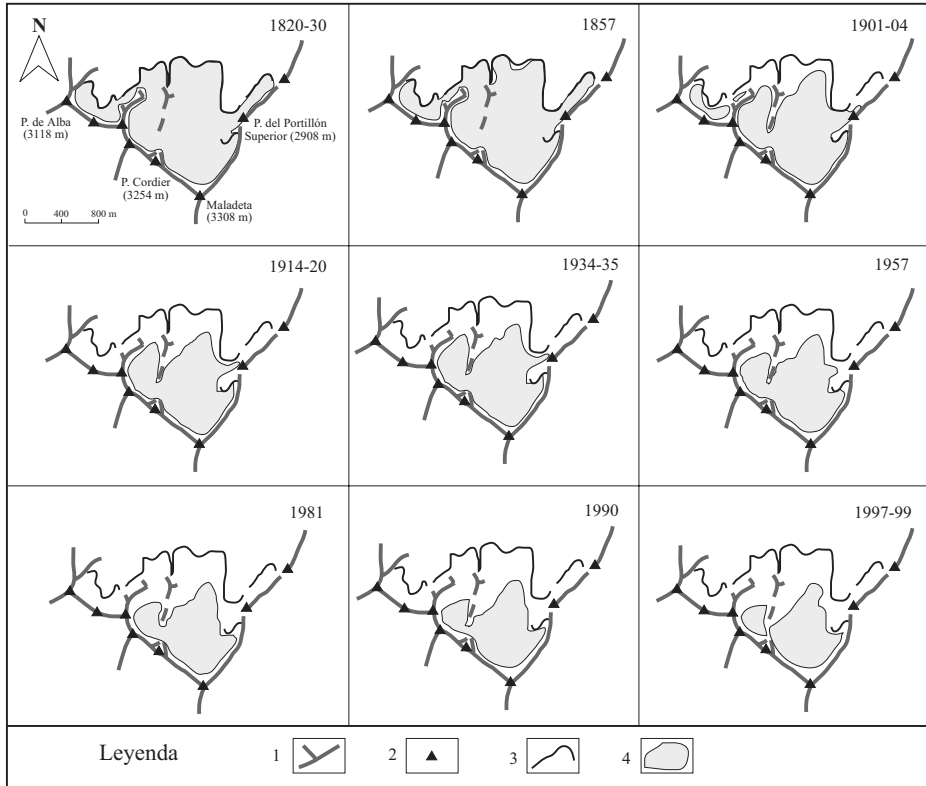 1820-30
N
P. de Alba
(3118 m)
P. del Portillón
Superior (2908 m)
P. Cordier
(3254 m)
Maladeta
(3308 m)
0 400 800 m
1857
1901-04
1914-20
1934-35
1957
1981
1990
1997-99
Leyenda
1
2
3
4